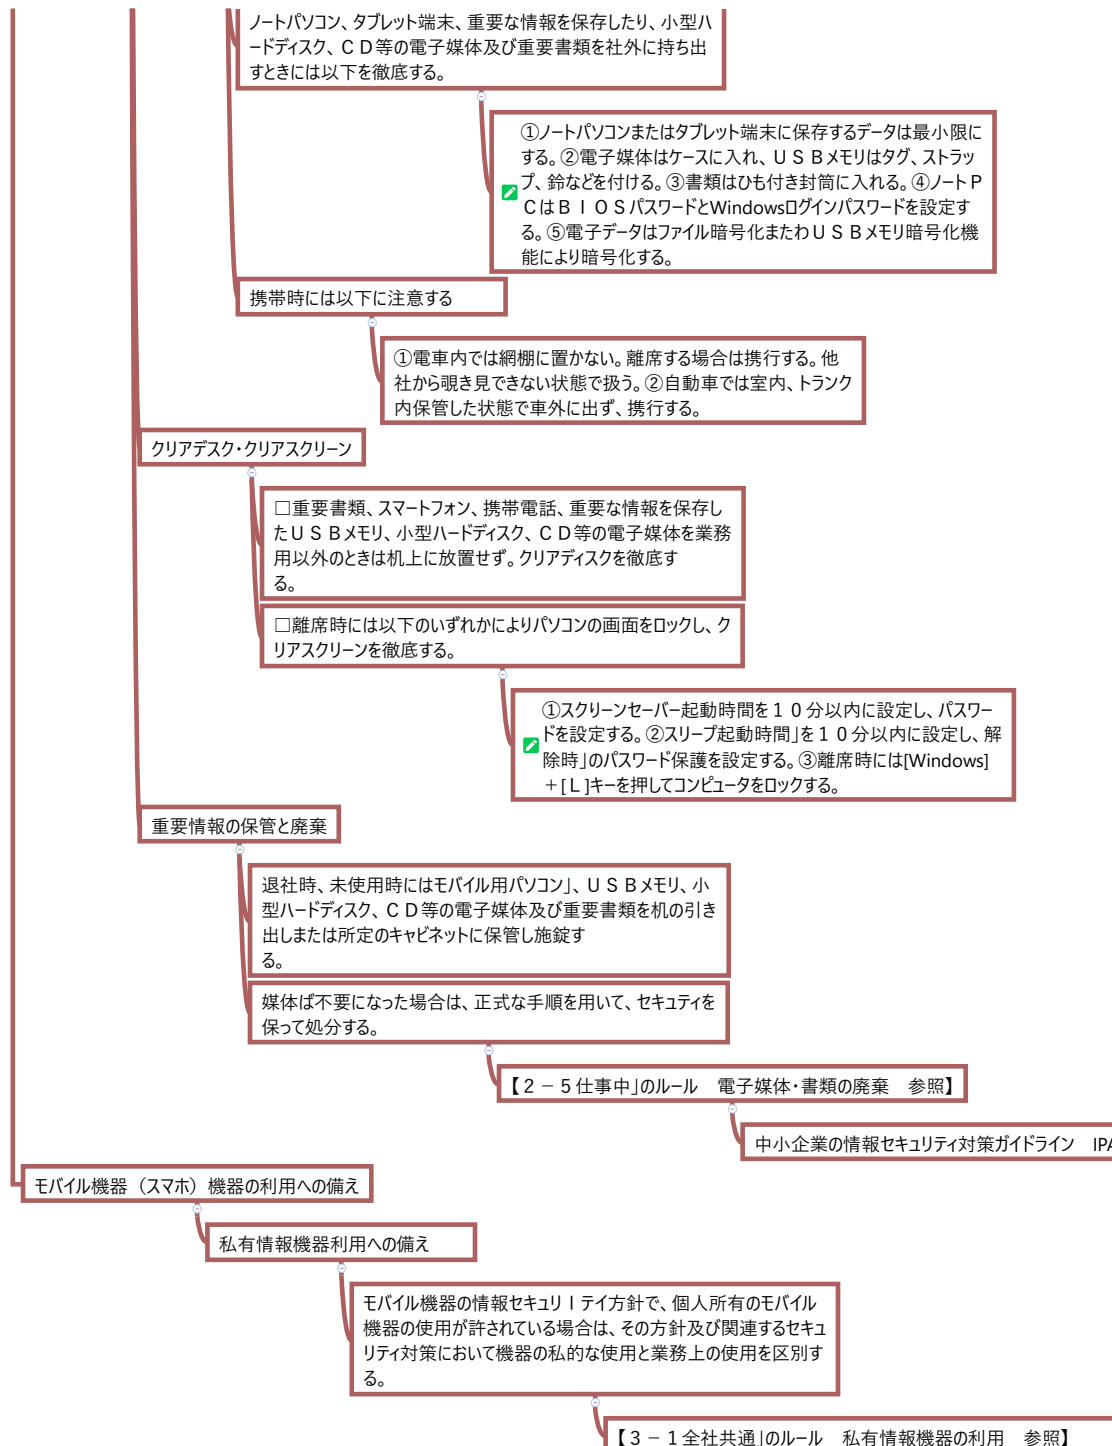 ノートパソコン、タブレット端末、重要な情報を保存したり、小型ハ
ードディスク、ＣＤ等の電子媒体及び重要書類を社外に持ち出
すときには以下を徹底する。
①ノートパソコンまたはタブレット端末に保存するデータは最小限に
する。②電子媒体はケースに入れ、ＵＳＢメモリはタグ、ストラッ
プ、鈴などを付ける。③書類はひも付き封筒に入れる。④ノートＰ
ＣはＢＩＯＳパスワードとWindowsログインパスワードを設定す
る。⑤電子データはファイル暗号化またわＵＳＢメモリ暗号化機
能により暗号化する。
携帯時には以下に注意する
①電車内では網棚に置かない。離席する場合は携行する。他
社から覗き見できない状態で扱う。②自動車では室内、トランク
内保管した状態で車外に出ず、携行する。
クリアデスク・クリアスクリーン
□重要書類、スマートフォン、携帯電話、重要な情報を保存し
たＵＳＢメモリ、小型ハードディスク、ＣＤ等の電子媒体を業務
用以外のときは机上に放置せず。クリアディスクを徹底す
る。
□離席時には以下のいずれかによりパソコンの画面をロックし、ク
リアスクリーンを徹底する。
①スクりーンセーバー起動時間を１０分以内に設定し、パスワー
ドを設定する。②スリープ起動時間」を１０分以内に設定し、解
除時」のパスワード保護を設定する。③離席時には[Windows]
＋[Ｌ]キーを押してコンピュータをロックする。
重要情報の保管と廃棄
退社時、未使用時にはモバイル用パソコン」、ＵＳＢメモリ、小
型ハードディスク、ＣＤ等の電子媒体及び重要書類を机の引き
出しまたは所定のキャビネットに保管し施錠す
る。
媒体ば不要になった場合は、正式な手順を用いて、セキュティを
保って処分する。
【２－５仕事中」のルール　電子媒体・書類の廃棄　参照】
中小企業の情報セキュリティ対策ガイドライン　IPA
モバイル機器（スマホ）機器の利用への備え
私有情報機器利用への備え
モバイル機器の情報セキュリｌテイ方針で、個人所有のモバイル
機器の使用が許されている場合は、その方針及び関連するセキュ
リティ対策において機器の私的な使用と業務上の使用を区別す
る。
【３－１全社共通」のルール　私有情報機器の利用　参照】